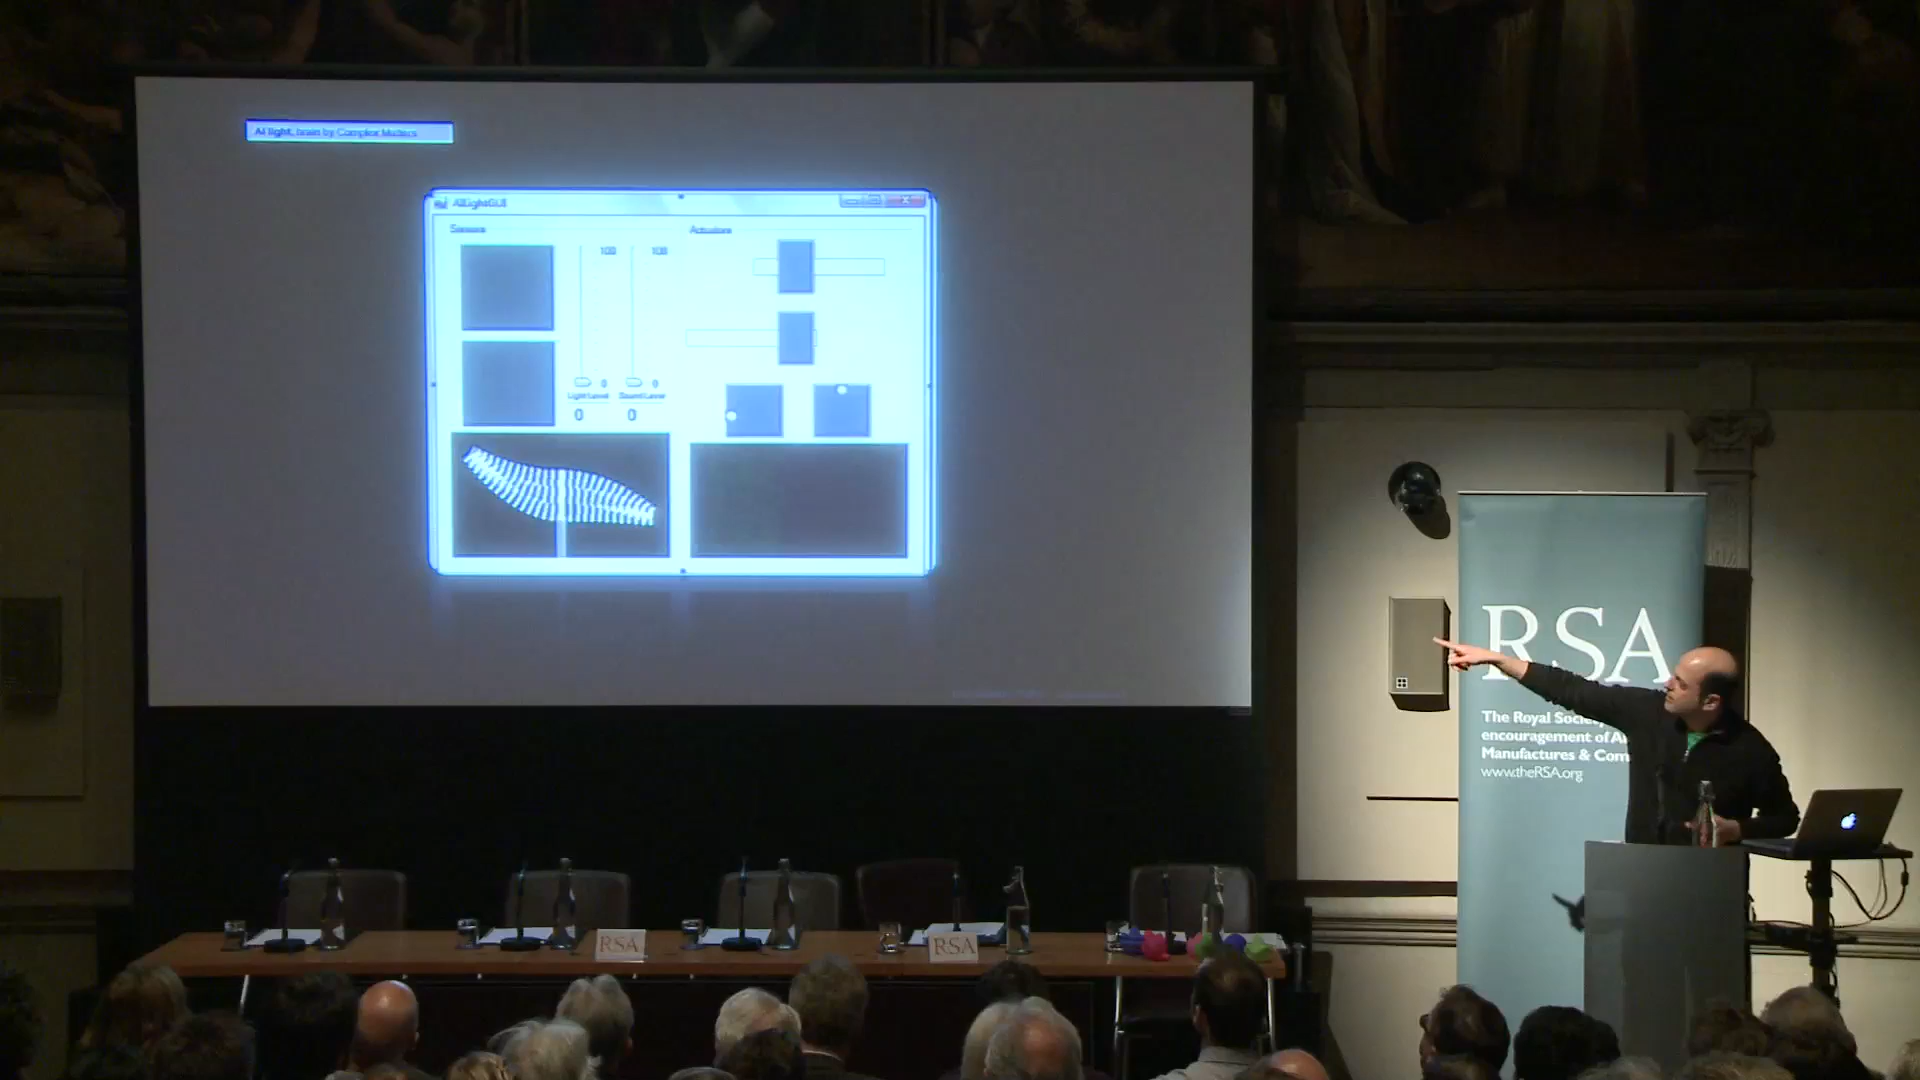 AI light, brain by Complex Matters
AILightGUI
Sensors
Actuators
100
100
0
0
Light Level
Sound Level
0
0
RSA
The Royal Society
encouragement of A
Manufactures & Com
www.theRSA.org
RSA
RSA